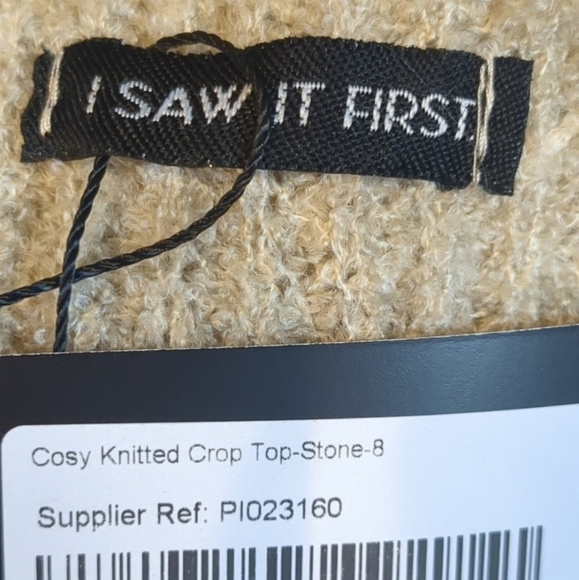 I SAW IT FIRST
Cosy Knitted Crop Top-Stone-8
Supplier Ref: PI023160